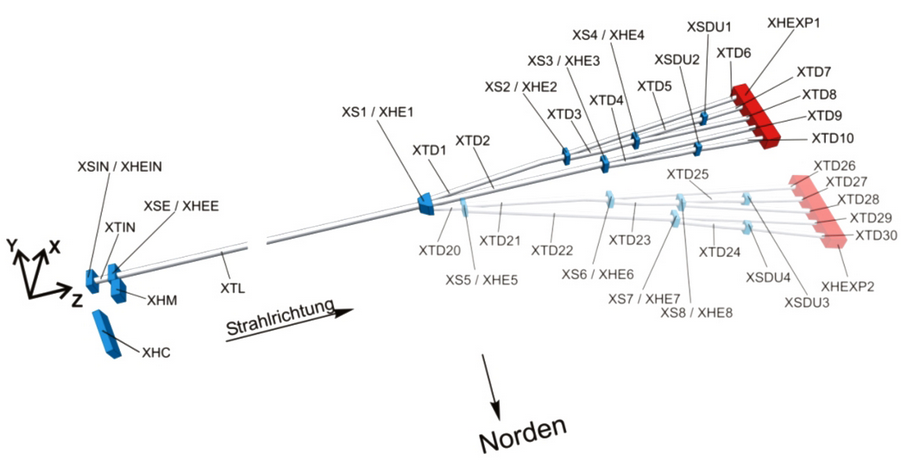 XHEXP1
XSDU1
XS4 / XHE4
XTD6
XS3 / XHE3
XSDU2
XTD7
XS2 / XHE2
XTD5
XTD8
XTD4
XTD9
XTD3
XS1 / XHE1
XTD10
XTD2
XTD1
XSIN / XHEIN
XTD26
XTD25
XTD27
XSE / XHEE
XTD28
XTIN
XTD29
XTD30
Y X
XTD20
XTD21
XTD22
XTD23
XTD24
Z
XS5 / XHE5
XS6 / XHE6
XSDU4
XHEXP2
XTL
XHM
XS7 / XHE7
XSDU3
Strahlrichtung
XS8 / XHE8
XHC
Norden